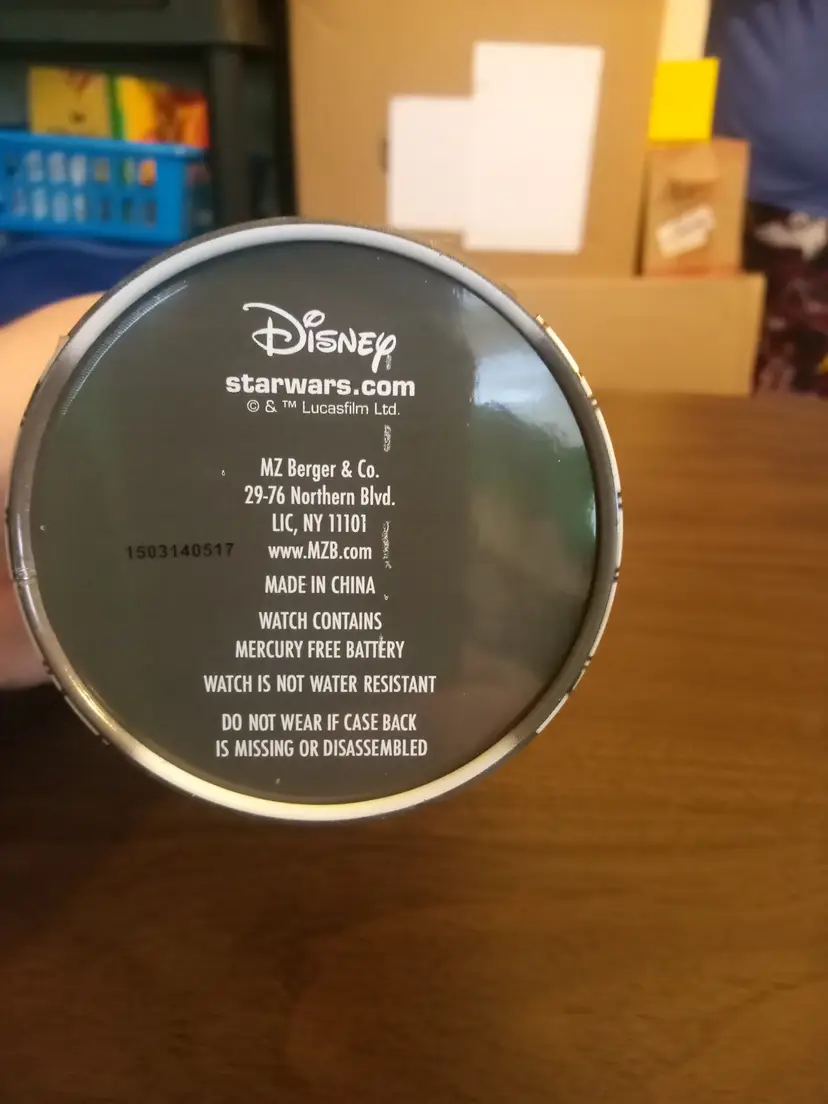 Disney
starwars.com
© & ™ Lucasfilm Ltd.
MZ Berger & Co.
29-76 Northern Blvd.
LIC, NY 11101
1503140517
www.MZB.com
MADE IN CHINA
WATCH CONTAINS
MERCURY FREE BATTERY
WATCH IS NOT WATER RESISTANT
DO NOT WEAR IF CASE BACK
IS MISSING OR DISASSEMBLED